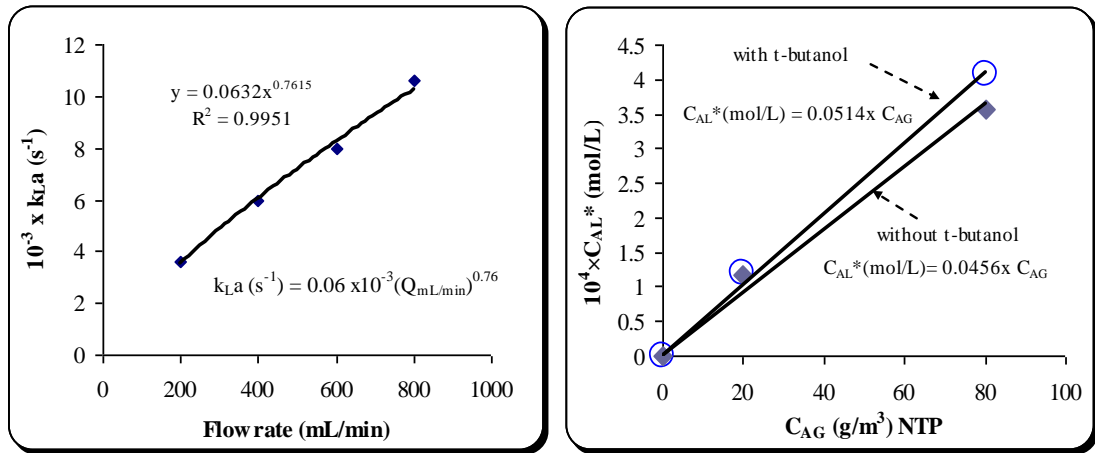 12
10
8
6
4
2
0
0
200
400
600
800
1000
10⁻³ x kLa (s⁻¹)
Flow rate (mL/min)
y = 0.0632x^0.7615
R² = 0.9951
kLa (s⁻¹) = 0.06 x10⁻³(QmL/min)^0.76
4.5
4
3.5
3
2.5
2
1.5
1
0.5
0
0
20
40
60
80
100
10⁴×CAL* (mol/L)
CAG (g/m³) NTP
with t-butanol
CAL*(mol/L) = 0.0514x CAG
without t-butanol
CAL*(mol/L)= 0.0456x CAG